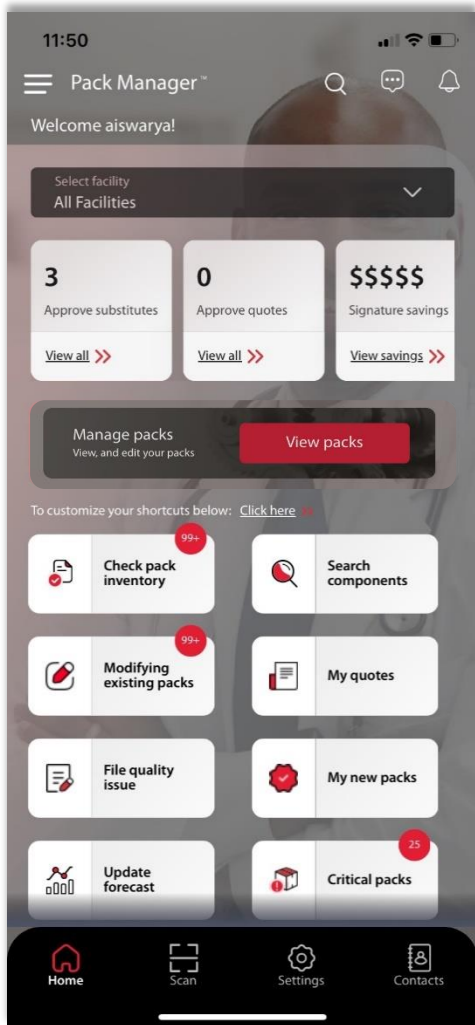 11:50
Pack Manager™
Welcome aiswarya!
Select facility
All Facilities
3
Approve substitutes
View all
0
Approve quotes
View all
$$$$$
Signature savings
View savings
Manage packs
View, and edit your packs
View packs
To customize your shortcuts below: Click here
99+
Check pack
inventory
Search
components
99+
Modifying
existing packs
My quotes
File quality
issue
My new packs
Update
forecast
25
Critical packs
Home
Scan
Settings
Contacts